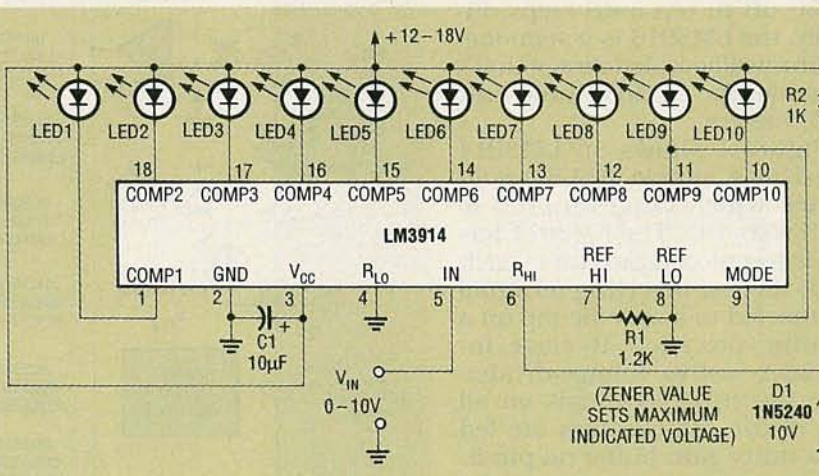 +12–18V
LED1 LED2 LED3 LED4 LED5 LED6 LED7 LED8 LED9 LED10
R2
1K
18 17 16 15 14 13 12 11 10
COMP2 COMP3 COMP4 COMP5 COMP6 COMP7 COMP8 COMP9 COMP10
LM3914
COMP1 GND VCC RLO IN RHI REF HI REF LO MODE
1 2 3 4 5 6 7 8 9
C1
10µF
+
R1
1.2K
VIN
0–10V
(ZENER VALUE
SETS MAXIMUM
INDICATED VOLTAGE)
D1
1N5240
10V